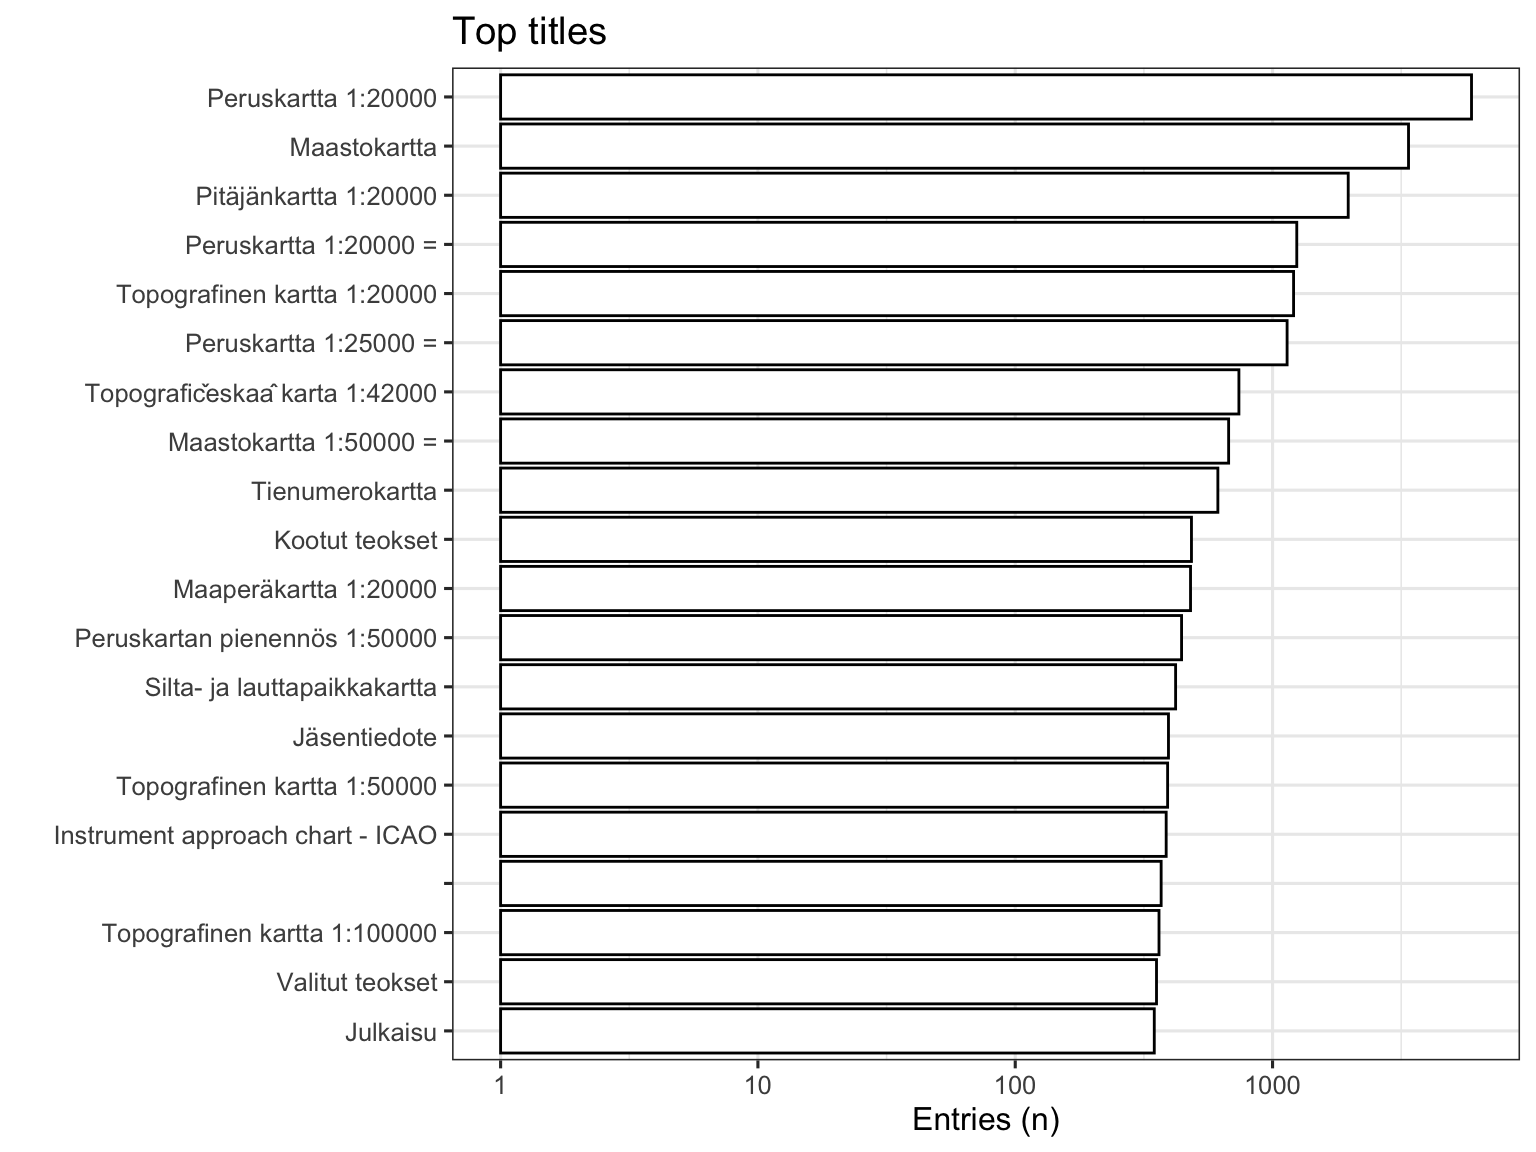 Top titles
Peruskartta 1:20000
Maastokartta
Pitäjänkartta 1:20000
Peruskartta 1:20000 =
Topografinen kartta 1:20000
Peruskartta 1:25000 =
Topografic̆eskaâ karta 1:42000
Maastokartta 1:50000 =
Tienumerokartta
Kootut teokset
Maaperäkartta 1:20000
Peruskartan pienennös 1:50000
Silta- ja lauttapaikkakartta
Jäsentiedote
Topografinen kartta 1:50000
Instrument approach chart - ICAO
Topografinen kartta 1:100000
Valitut teokset
Julkaisu
1 10 100 1000
Entries (n)